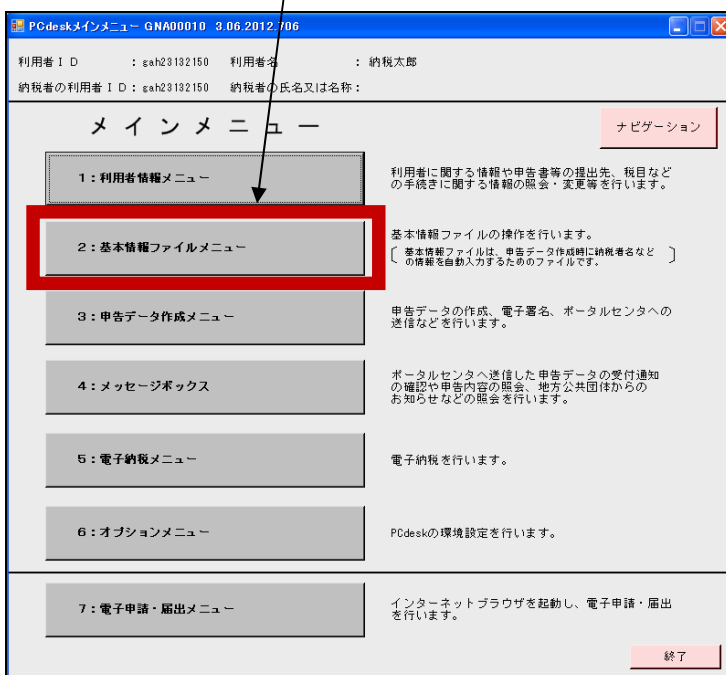 PCdeskメインメニュー GNA00010 3.06.2012.706
利用者ID : gah23132150 利用者名 : 納税太郎
納税者の利用者ID : gah23132150 納税者の氏名又は名称 :
メインメニュー
ナビゲーション
1:利用者情報メニュー
利用者に関する情報や申告書等の提出先、税目など
の手続きに関する情報の照会・変更等を行います。
2:基本情報ファイルメニュー
基本情報ファイルの操作を行います。
基本情報ファイルは、申告データ作成時に納税者名など
の情報を自動入力するためのファイルです。
3:申告データ作成メニュー
申告データの作成、電子署名、ポータルセンタへの
送信などを行います。
4:メッセージボックス
ポータルセンタへ送信した申告データの受付通知
の確認や申告内容の照会、地方公共団体からの
お知らせなどの照会を行います。
5:電子納税メニュー
電子納税を行います。
6:オプションメニュー
PCdeskの環境設定を行います。
7:電子申請・届出メニュー
インターネットブラウザを起動し、電子申請・届出
を行います。
終了